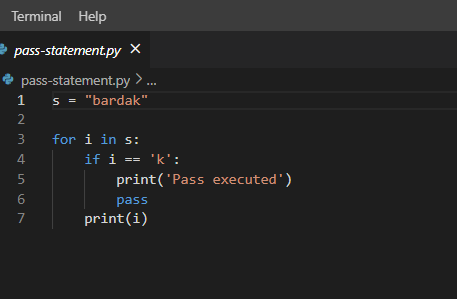 Terminal Help
pass-statement.py ×
pass-statement.py > ...
1 s = "bardak"
2
3 for i in s:
4     if i == 'k':
5         print('Pass executed')
6         pass
7     print(i)